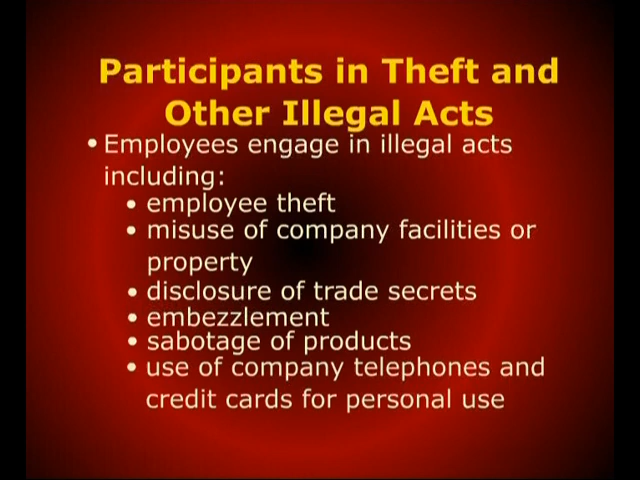 Participants in Theft and
Other Illegal Acts
• Employees engage in illegal acts
including:
• employee theft
• misuse of company facilities or
property
• disclosure of trade secrets
• embezzlement
• sabotage of products
• use of company telephones and
credit cards for personal use